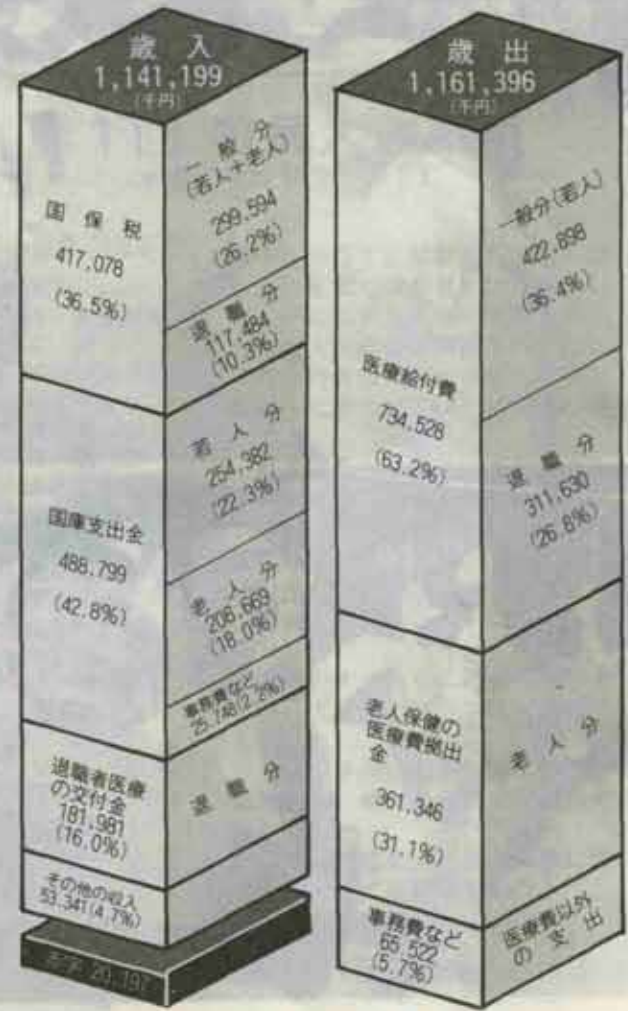 歳入
1,141,199
(千円)
国保税
417,078
(36.5%)
一般分
(若人+老人)
299,594
(26.2%)
退職分
117,484
(10.3%)
国庫支出金
488,799
(42.8%)
若人分
254,382
(22.3%)
老人分
208,669
(18.0%)
事務費など
25,748(2.2%)
退職者医療
の交付金
181,981
(16.0%)
退職分
その他の収入
53,341(4.7%)
赤字 20,197
歳出
1,161,396
(千円)
医療給付費
734,528
(63.2%)
一般分(若人)
422,898
(36.4%)
退職分
311,630
(26.8%)
老人保健の
医療費拠出
金
361,346
(31.1%)
老人分
事務費など
65,522
(5.7%)
医療費以外
の支出